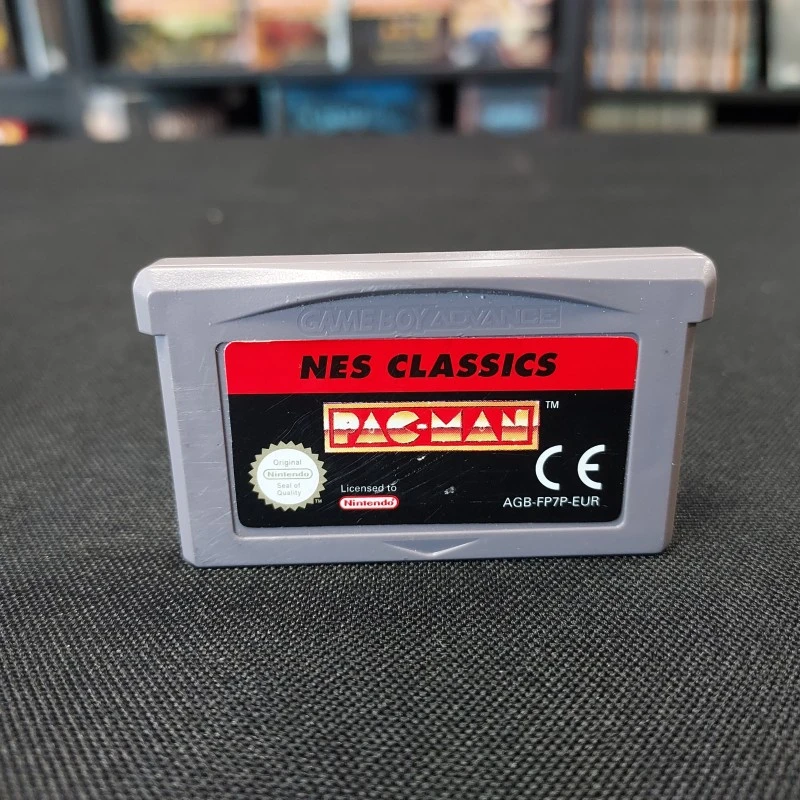 GAME BOY ADVANCE
NES CLASSICS
PAC-MAN™
Original
Nintendo
Seal of
Quality
™
Licensed to
Nintendo
CE
AGB-FP7P-EUR